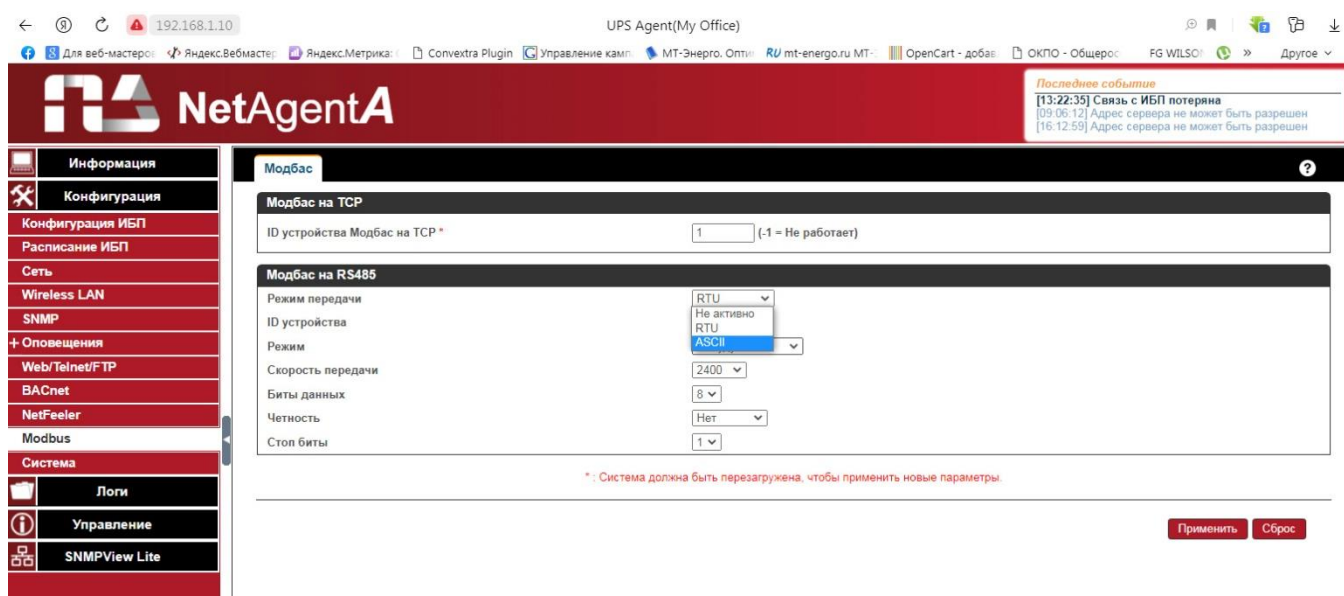 192.168.1.10
UPS Agent(My Office)
Для веб-мастеров
Яндекс.Вебмастер
Яндекс.Метрика: (
Convextra Plugin
Управление камп
МТ-Энерго. Опти
RU mt-energo.ru МТ-
OpenCart - добав
ОКПО - Общерос
FG WILSON
»
Другое
NetAgentA
Последнее событие
[13:22:35] Связь с ИБП потеряна
[09:06:12] Адрес сервера не может быть разрешен
[16:12:59] Адрес сервера не может быть разрешен
Информация
Конфигурация
Конфигурация ИБП
Расписание ИБП
Сеть
Wireless LAN
SNMP
+ Оповещения
Web/Telnet/FTP
BACnet
NetFeeler
Modbus
Система
Логи
Управление
SNMPView Lite
Модбас
?
Модбас на TCP
ID устройства Модбас на TCP *
1 (-1 = Не работает)
Модбас на RS485
Режим передачи
RTU
Не активно
RTU
ASCII
ID устройства
Режим
Скорость передачи
2400
Биты данных
8
Четность
Нет
Стоп биты
1
* : Система должна быть перезагружена, чтобы применить новые параметры.
Применить Сброс